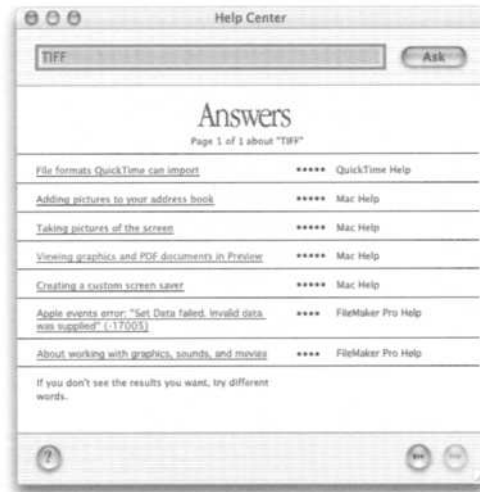 Help Center
TIFF
Ask
Answers
Page 1 of 1 about "TIFF"
File formats QuickTime can import ••••• QuickTime Help
Adding pictures to your address book ••••• Mac Help
Taking pictures of the screen ••••• Mac Help
Viewing graphics and PDF documents in Preview ••••• Mac Help
Creating a custom screen saver ••••• Mac Help
Apple events error: "Set Data failed. Invalid data •••• FileMaker Pro Help
was supplied" (-17003)
About working with graphics, sounds, and movies •••• FileMaker Pro Help
If you don't see the results you want, try different
words.
?